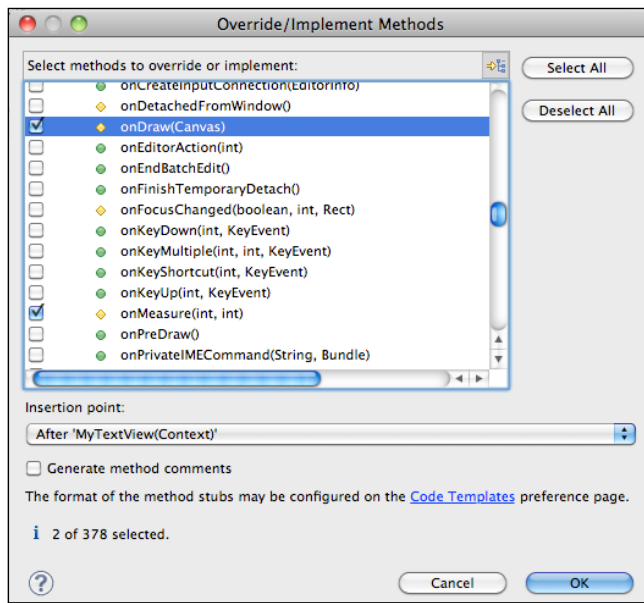 Override/Implement Methods
Select methods to override or implement:
Select All
onCreateInputConnection(EditorInfo)
onDetachedFromWindow()
Deselect All
onDraw(Canvas)
onEditorAction(int)
onEndBatchEdit()
onFinishTemporaryDetach()
onFocusChanged(boolean, int, Rect)
onKeyDown(int, KeyEvent)
onKeyMultiple(int, int, KeyEvent)
onKeyShortcut(int, KeyEvent)
onKeyUp(int, KeyEvent)
onMeasure(int, int)
onPreDraw()
onPrivateIMECommand(String, Bundle)
Insertion point:
After 'MyTextView(Context)'
Generate method comments
The format of the method stubs may be configured on the Code Templates preference page.
i 2 of 378 selected.
? Cancel OK